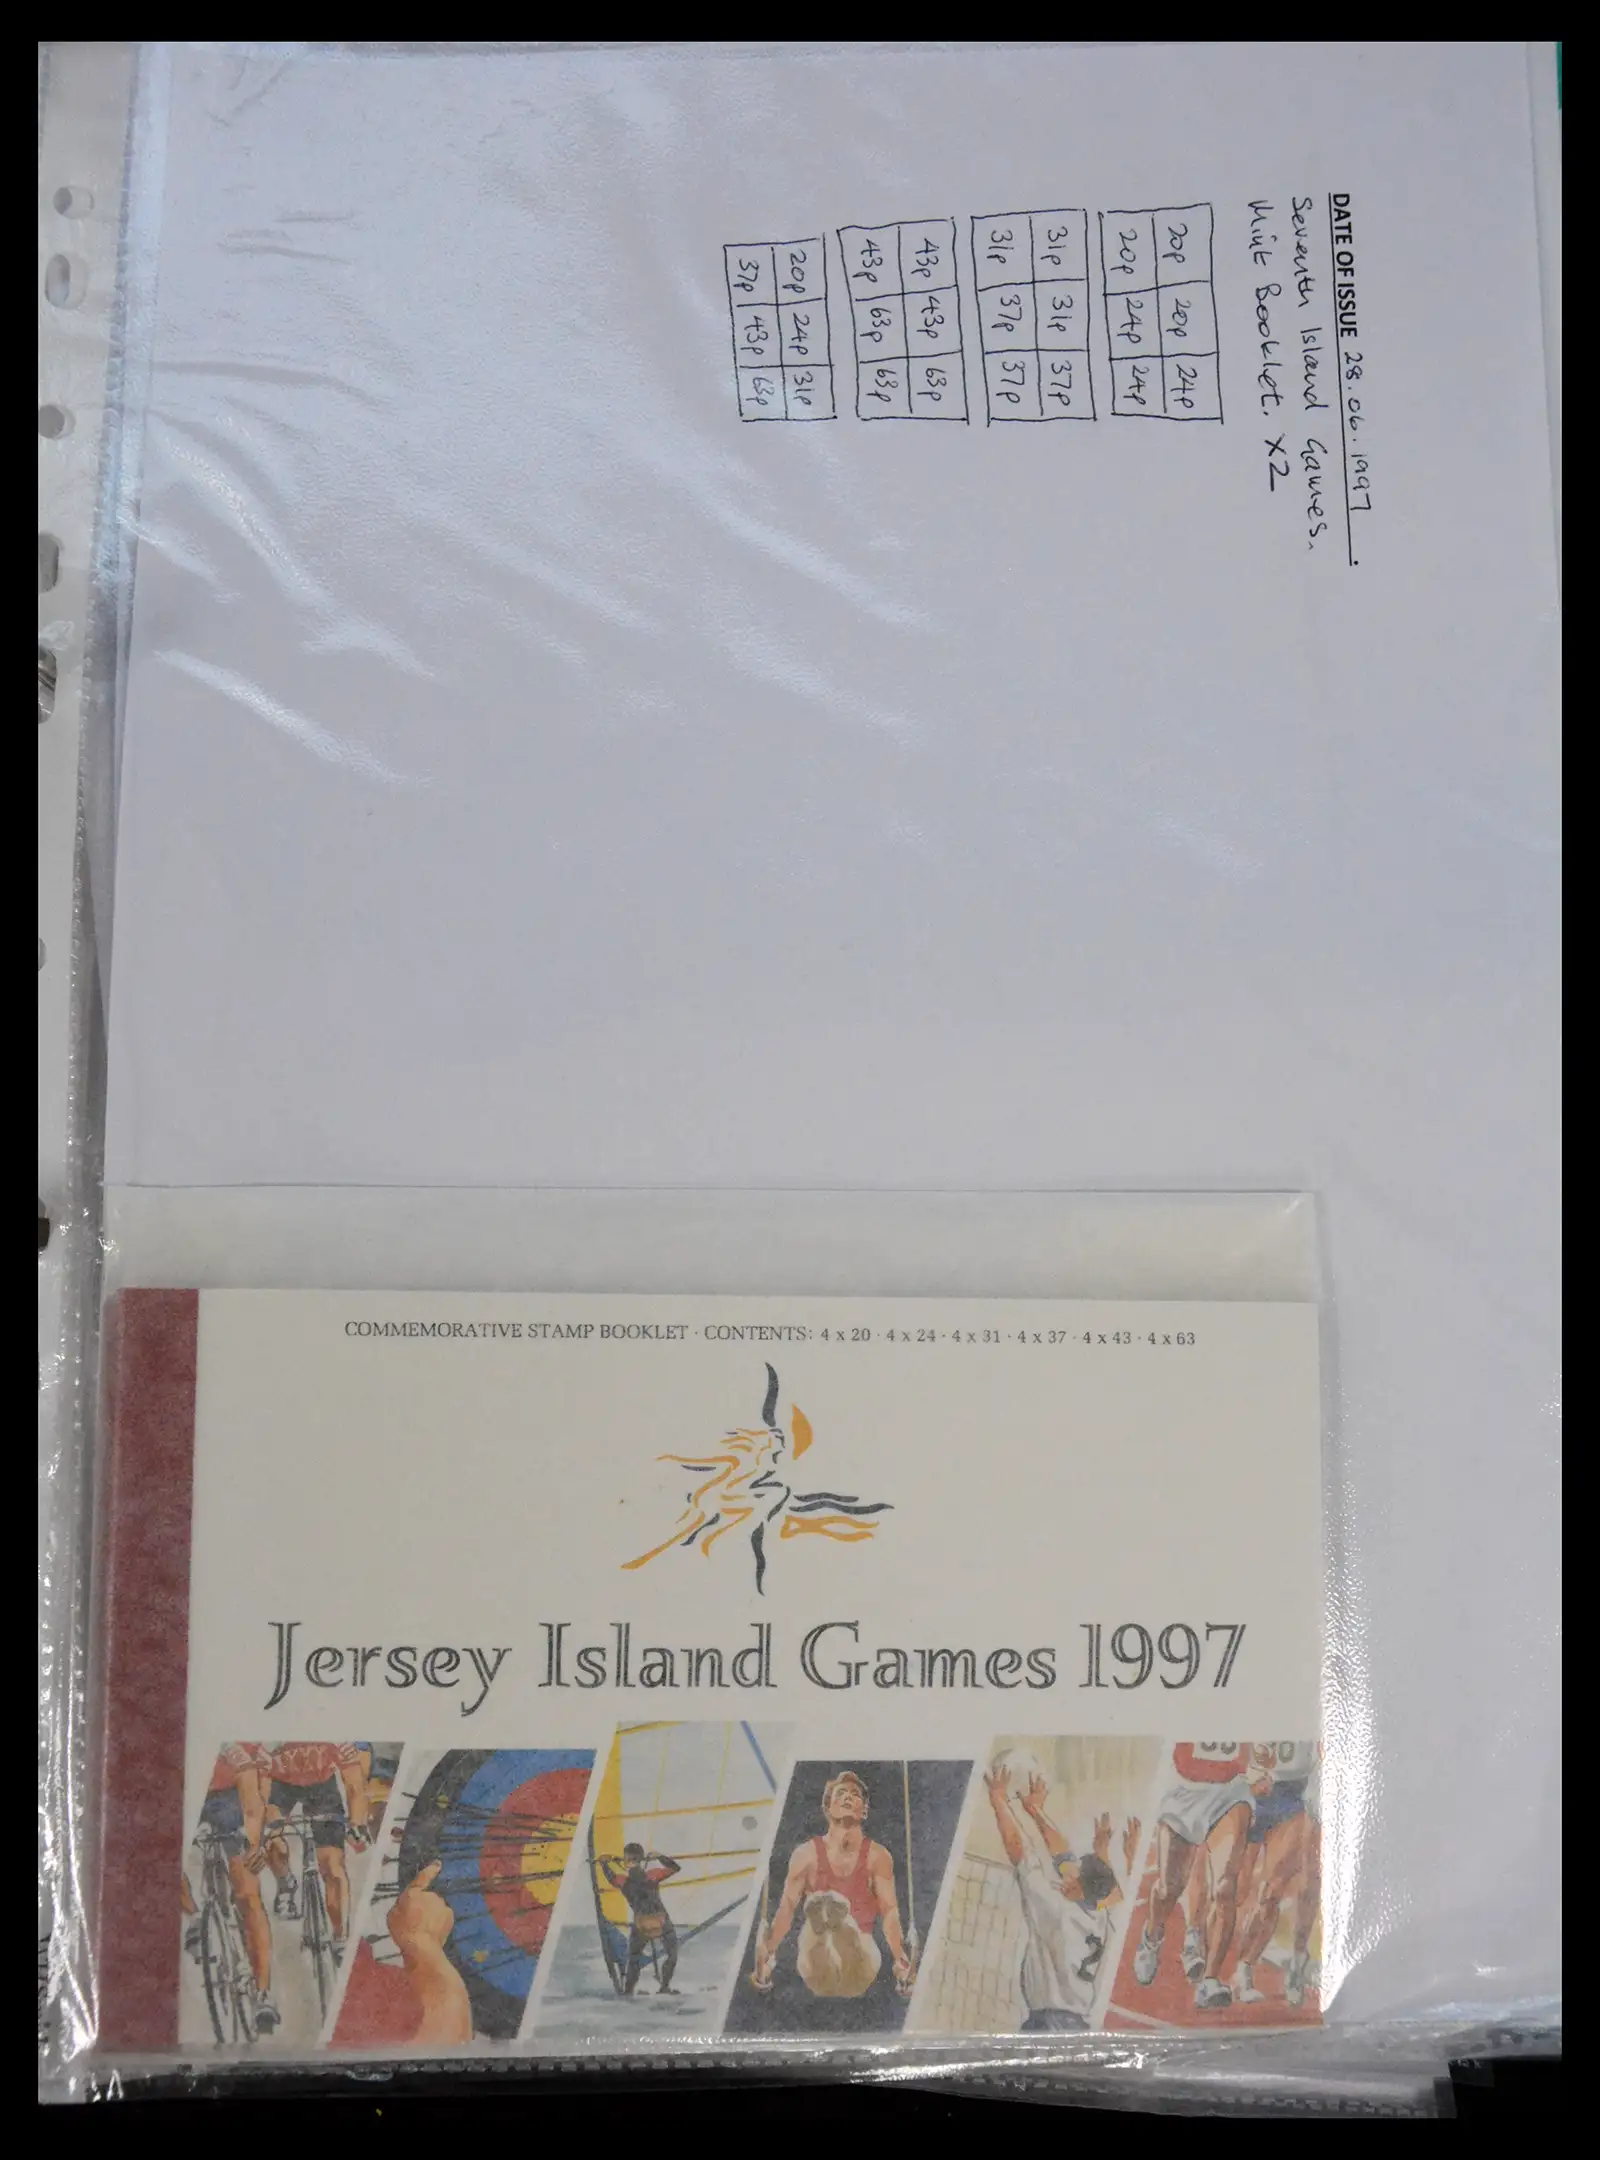 DATE OF ISSUE 28.06.1997.
Seventh Island Games.
Mint Booklet. X2
20p 20p 24p
20p 24p 24p
31p 31p 37p
31p 37p 37p
43p 43p 63p
43p 63p 63p
20p 24p 31p
37p 43p 63p
COMMEMORATIVE STAMP BOOKLET · CONTENTS: 4 x 20 · 4 x 24 · 4 x 31 · 4 x 37 · 4 x 43 · 4 x 63
Jersey Island Games 1997
2